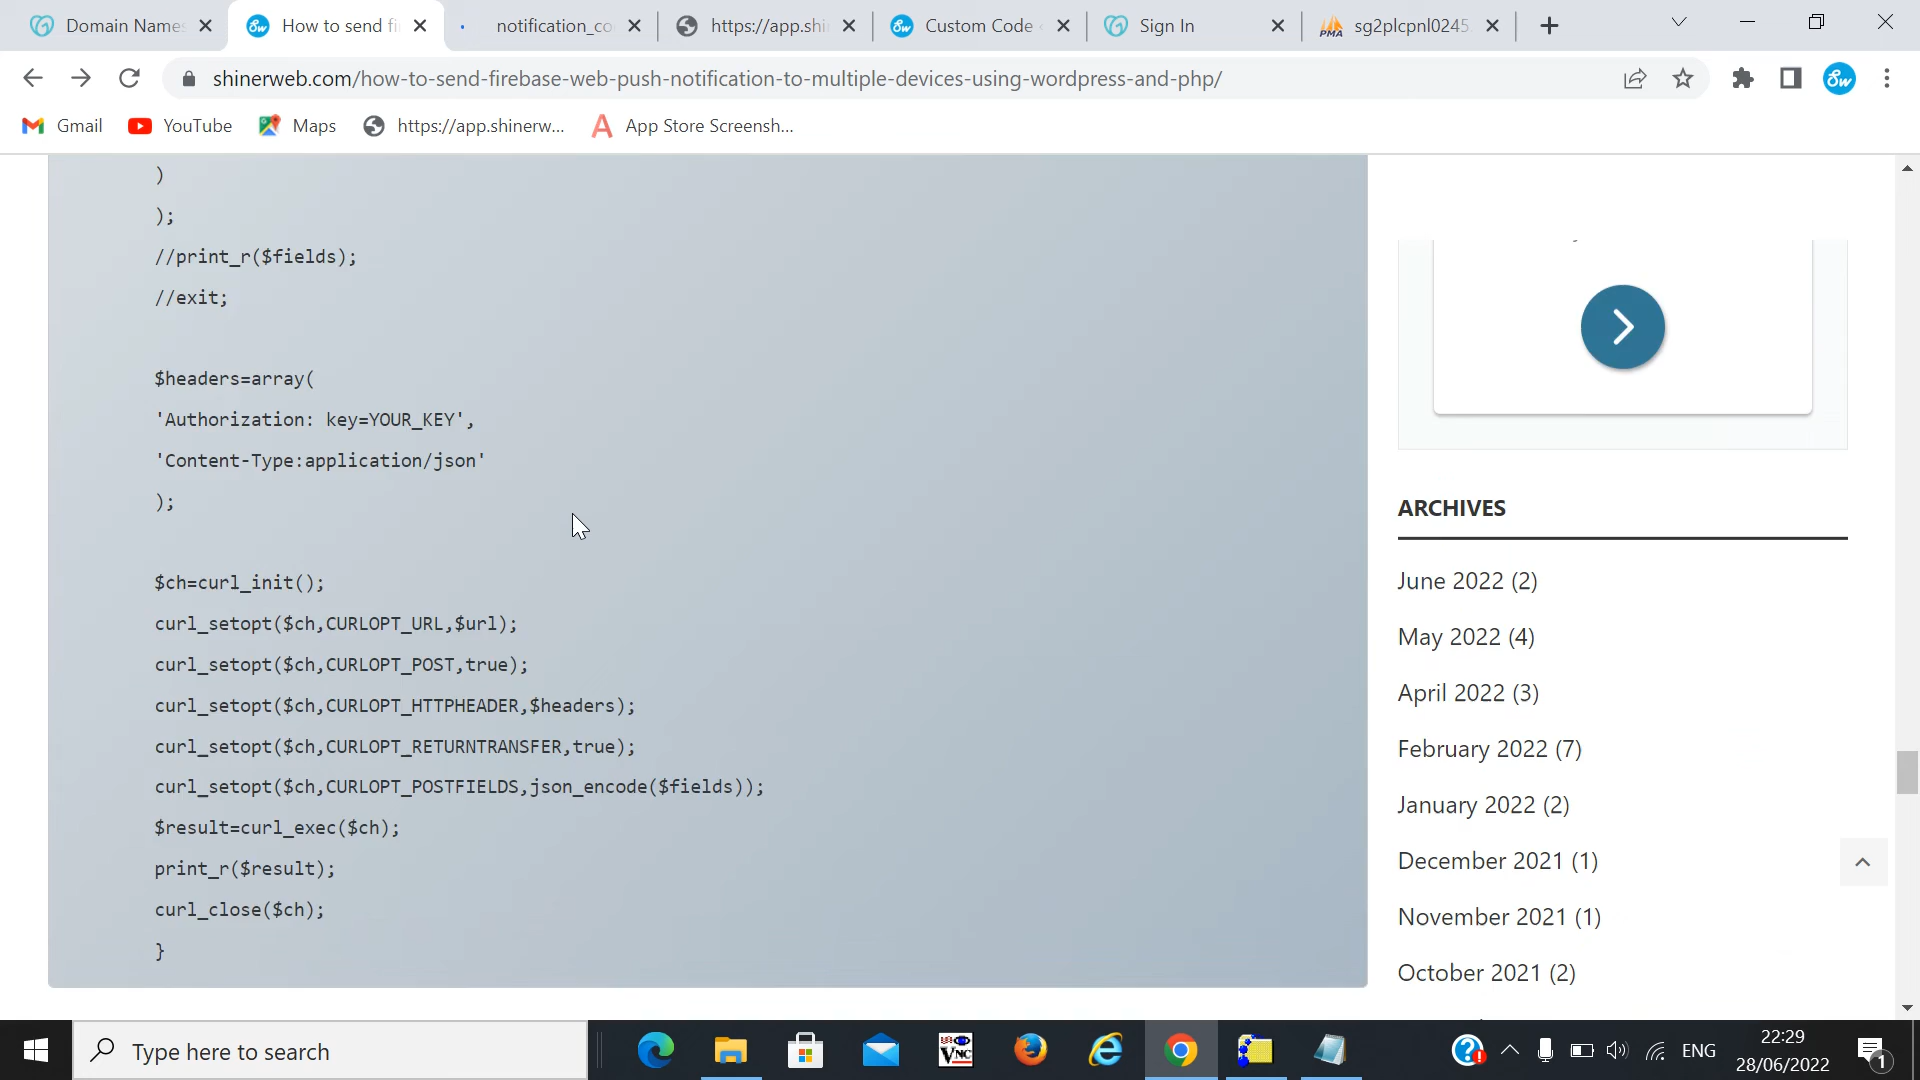 Domain Names
How to send fi
notification_co
https://app.shi
Custom Code
Sign In
PMA
sg2plcpnl0245
shinerweb.com/how-to-send-firebase-web-push-notification-to-multiple-devices-using-wordpress-and-php/
Sw
Gmail
YouTube
Maps
https://app.shinerw...
App Store Screensh...
)
);
//print_r($fields);
//exit;
$headers=array(
'Authorization: key=YOUR_KEY',
'Content-Type:application/json'
);
$ch=curl_init();
curl_setopt($ch,CURLOPT_URL,$url);
curl_setopt($ch,CURLOPT_POST,true);
curl_setopt($ch,CURLOPT_HTTPHEADER,$headers);
curl_setopt($ch,CURLOPT_RETURNTRANSFER,true);
curl_setopt($ch,CURLOPT_POSTFIELDS,json_encode($fields));
$result=curl_exec($ch);
print_r($result);
curl_close($ch);
}
ARCHIVES
June 2022 (2)
May 2022 (4)
April 2022 (3)
February 2022 (7)
January 2022 (2)
December 2021 (1)
November 2021 (1)
October 2021 (2)
Type here to search
ENG
22:29
28/06/2022
1